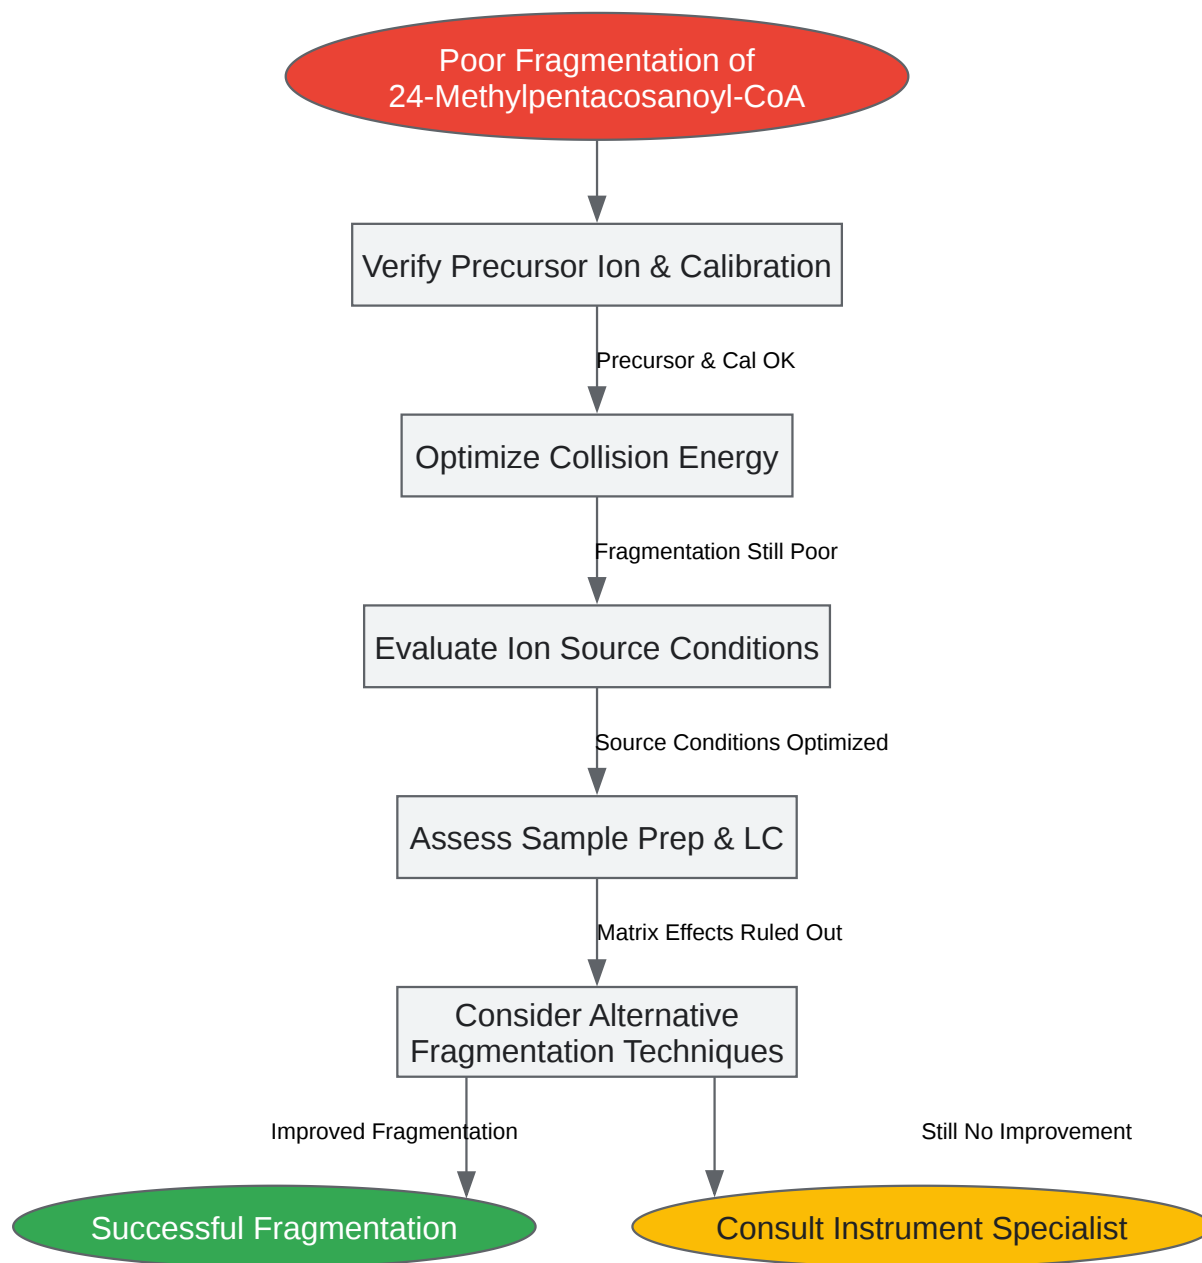 Poor Fragmentation of
24-Methylpentacosanoyl-CoA
Verify Precursor Ion & Calibration
Precursor & Cal OK
Optimize Collision Energy
Fragmentation Still Poor
Evaluate Ion Source Conditions
Source Conditions Optimized
Assess Sample Prep & LC
Matrix Effects Ruled Out
Consider Alternative
Fragmentation Techniques
Improved Fragmentation
Still No Improvement
Successful Fragmentation
Consult Instrument Specialist